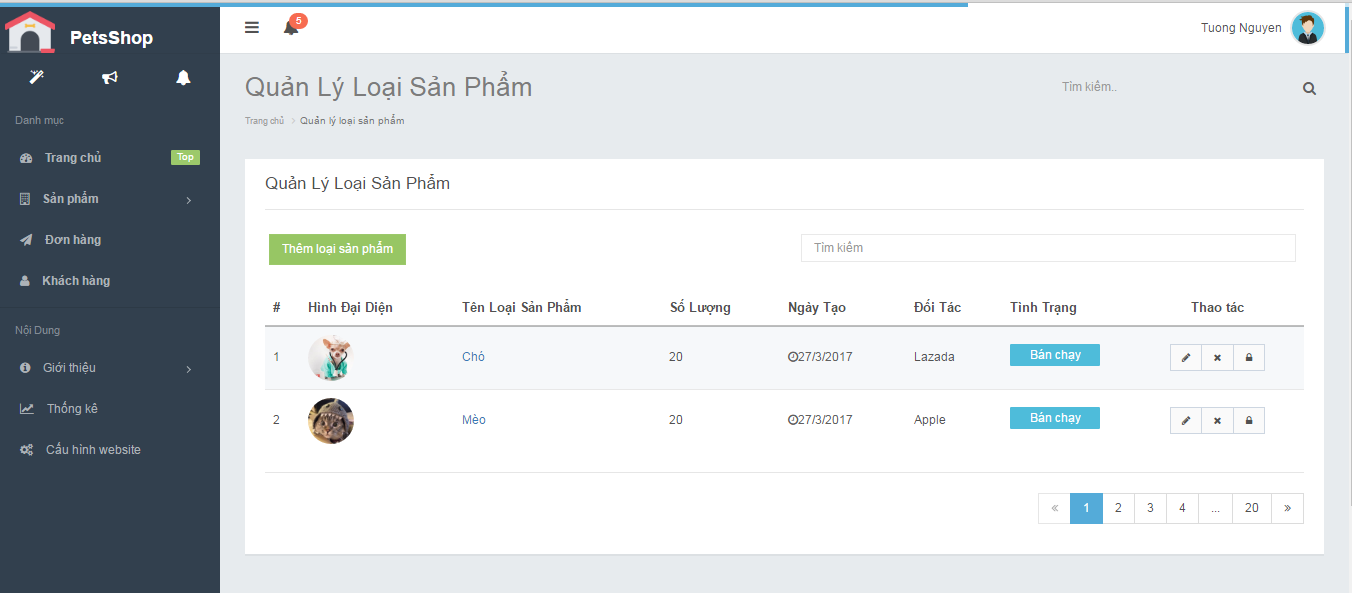 PetsShop
5
Tuong Nguyen
Danh mục
Trang chủ Top
Sản phẩm
Đơn hàng
Khách hàng
Nội Dung
Giới thiệu
Thống kê
Cấu hình website
Quản Lý Loại Sản Phẩm
Tìm kiếm..
Trang chủ > Quản lý loại sản phẩm
Quản Lý Loại Sản Phẩm
Thêm loại sản phẩm
Tìm kiếm
# Hình Đại Diện Tên Loại Sản Phẩm Số Lượng Ngày Tạo Đối Tác Tình Trạng Thao tác
1 Chó 20 27/3/2017 Lazada Bán chạy
2 Mèo 20 27/3/2017 Apple Bán chạy
« 1 2 3 4 ... 20 »